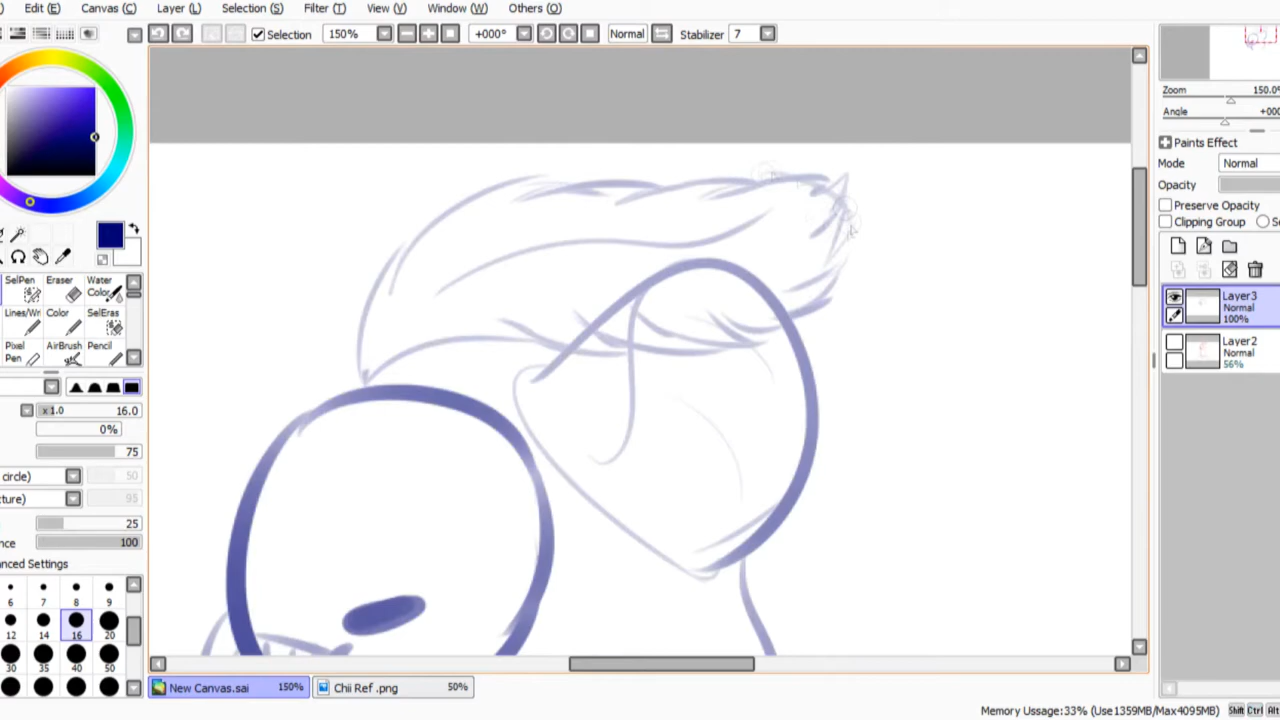 Edit (E) Canvas (C) Layer (L) Selection (S) Filter (T) View (V) Window (W) Others (O)
Selection 150% +000° Normal Stabilizer 7
Zoom 150.0%
Angle +000
Paints Effect
Mode Normal
Opacity
Preserve Opacity
Clipping Group
SelPen Eraser Water Color
Lines/Wr Color SelEras
Pixel Pen AirBrush Pencil
x1.0 16.0
0%
75
circle) 50
ture) 95
25
nce 100
nced Settings
6 7 8 9
12 14 16 20
30 35 40 50
Layer3
Normal
100%
Layer2
Normal
56%
New Canvas.sai 150% Chii Ref .png 50%
Memory Ussage:33% (Use1359MB/Max4095MB) Shift Ctrl Alt